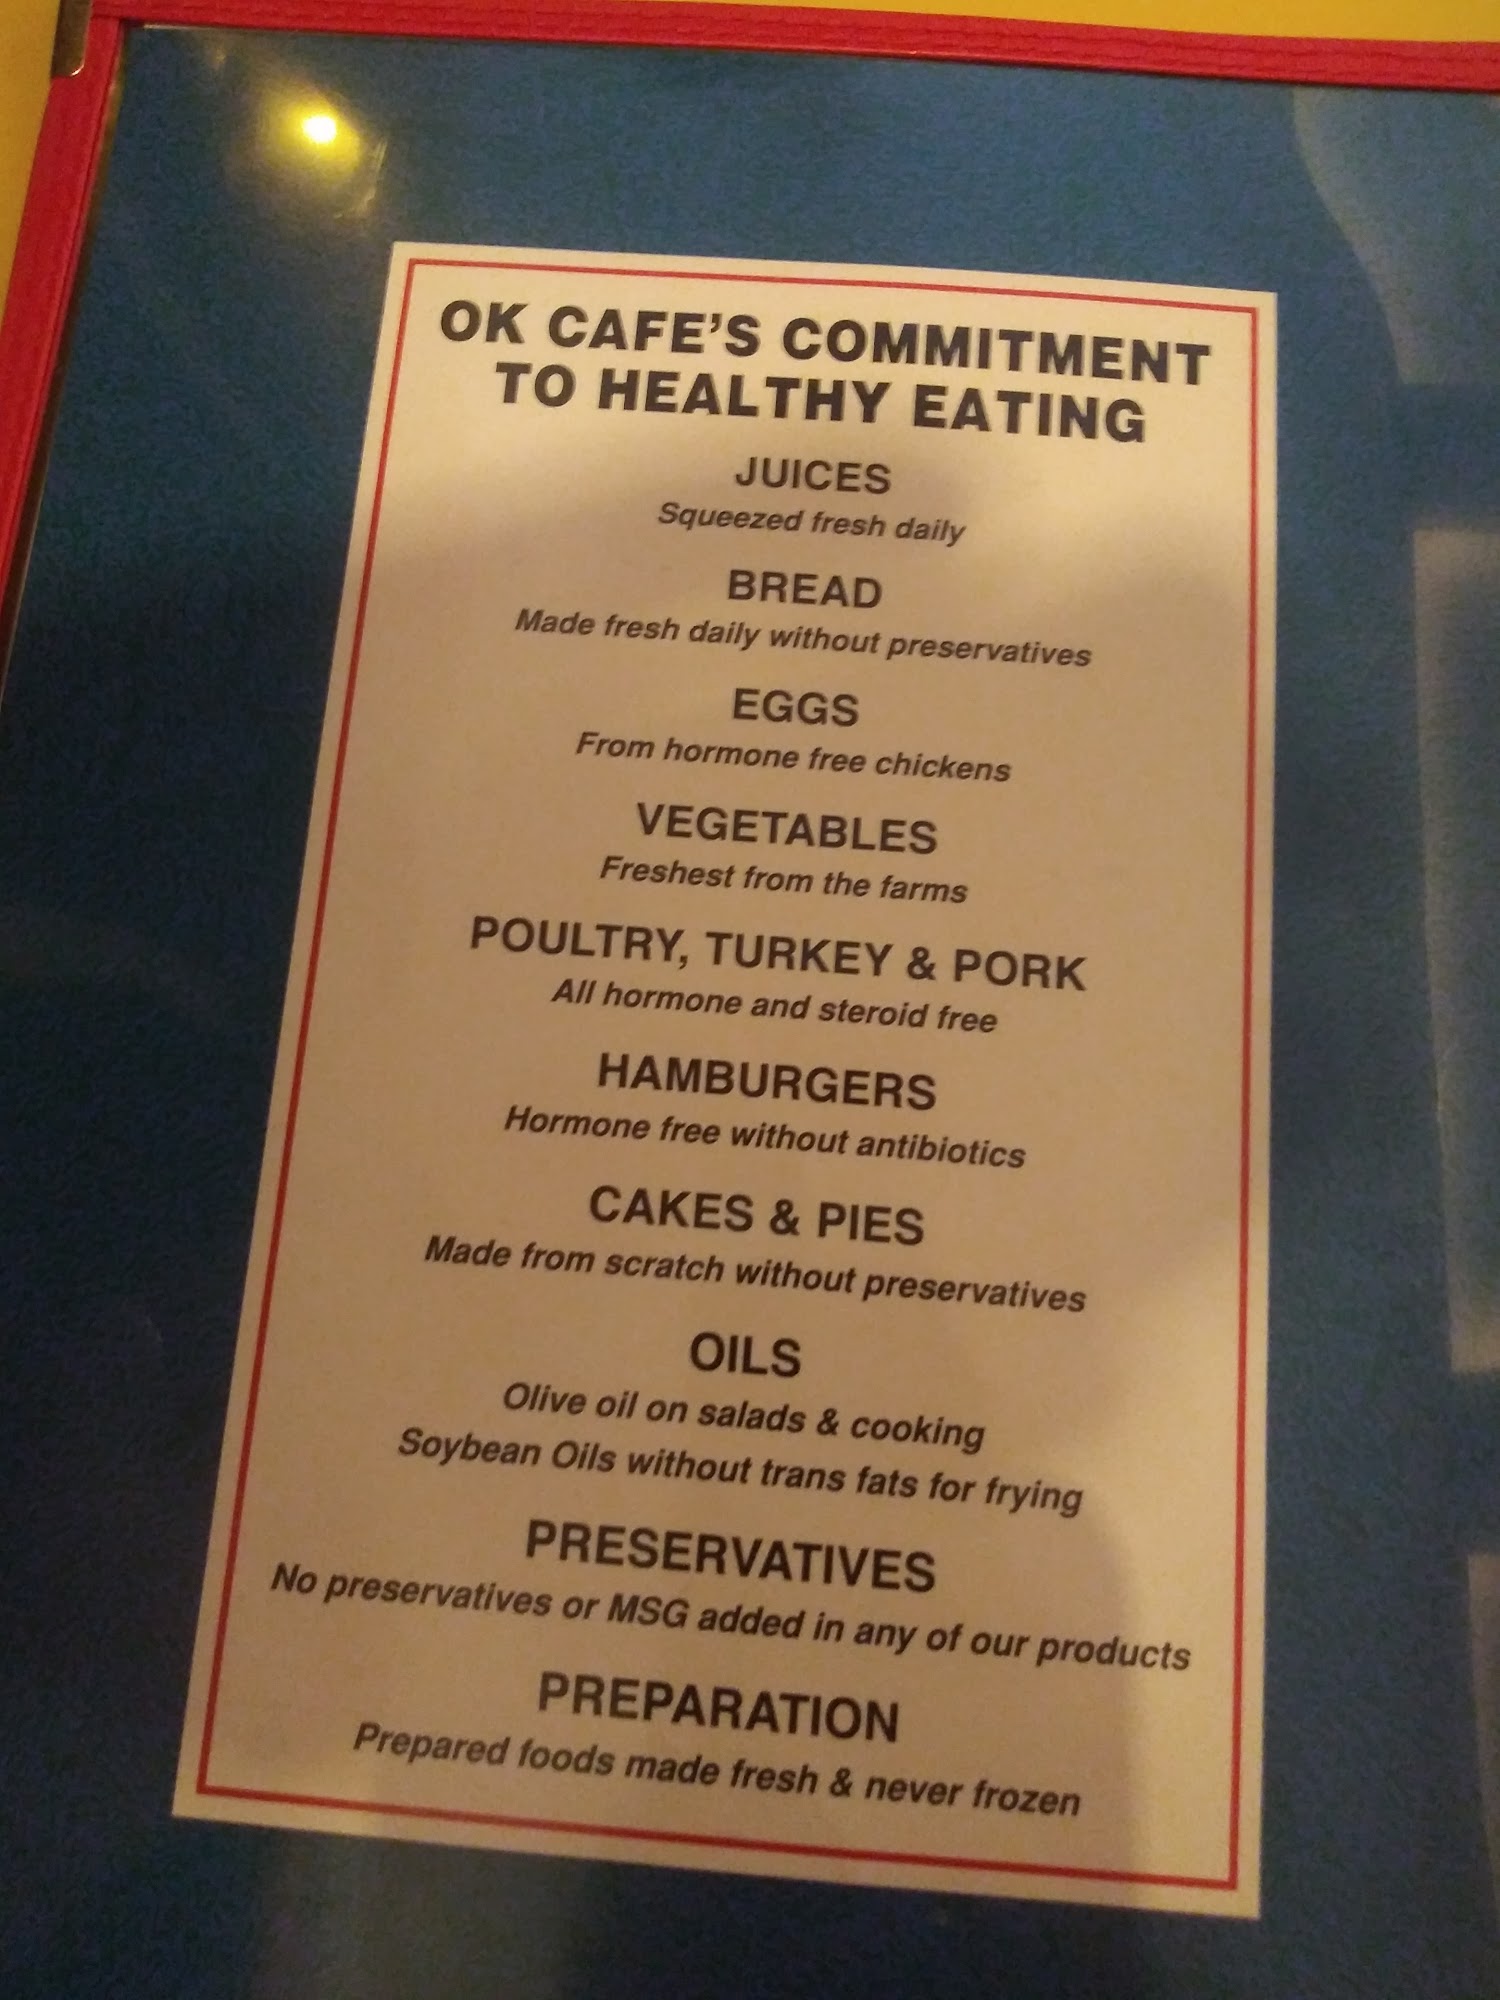 OK CAFE'S COMMITMENT
TO HEALTHY EATING
JUICES
Squeezed fresh daily
BREAD
Made fresh daily without preservatives
EGGS
From hormone free chickens
VEGETABLES
Freshest from the farms
POULTRY, TURKEY & PORK
All hormone and steroid free
HAMBURGERS
Hormone free without antibiotics
CAKES & PIES
Made from scratch without preservatives
OILS
Olive oil on salads & cooking
Soybean Oils without trans fats for frying
PRESERVATIVES
No preservatives or MSG added in any of our products
PREPARATION
Prepared foods made fresh & never frozen